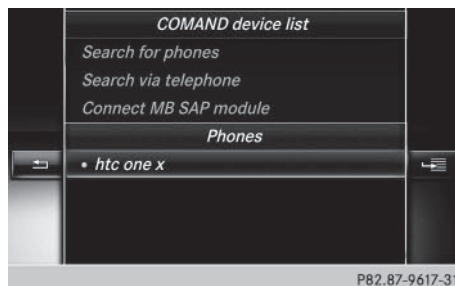 COMAND device list
Search for phones
Search via telephone
Connect MB SAP module
Phones
• htc one x
P82.87-9617-31